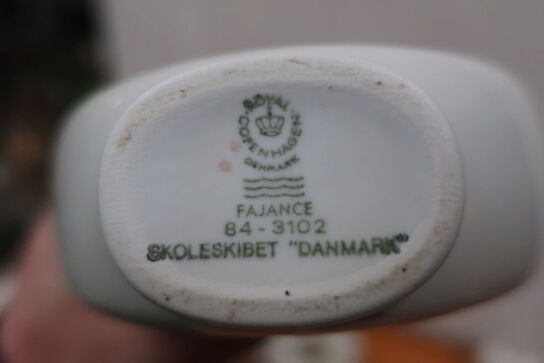 ROYAL
COPENHAGEN
DENMARK
FAJANCE
84-3102
SKOLESKIBET "DANMARK"